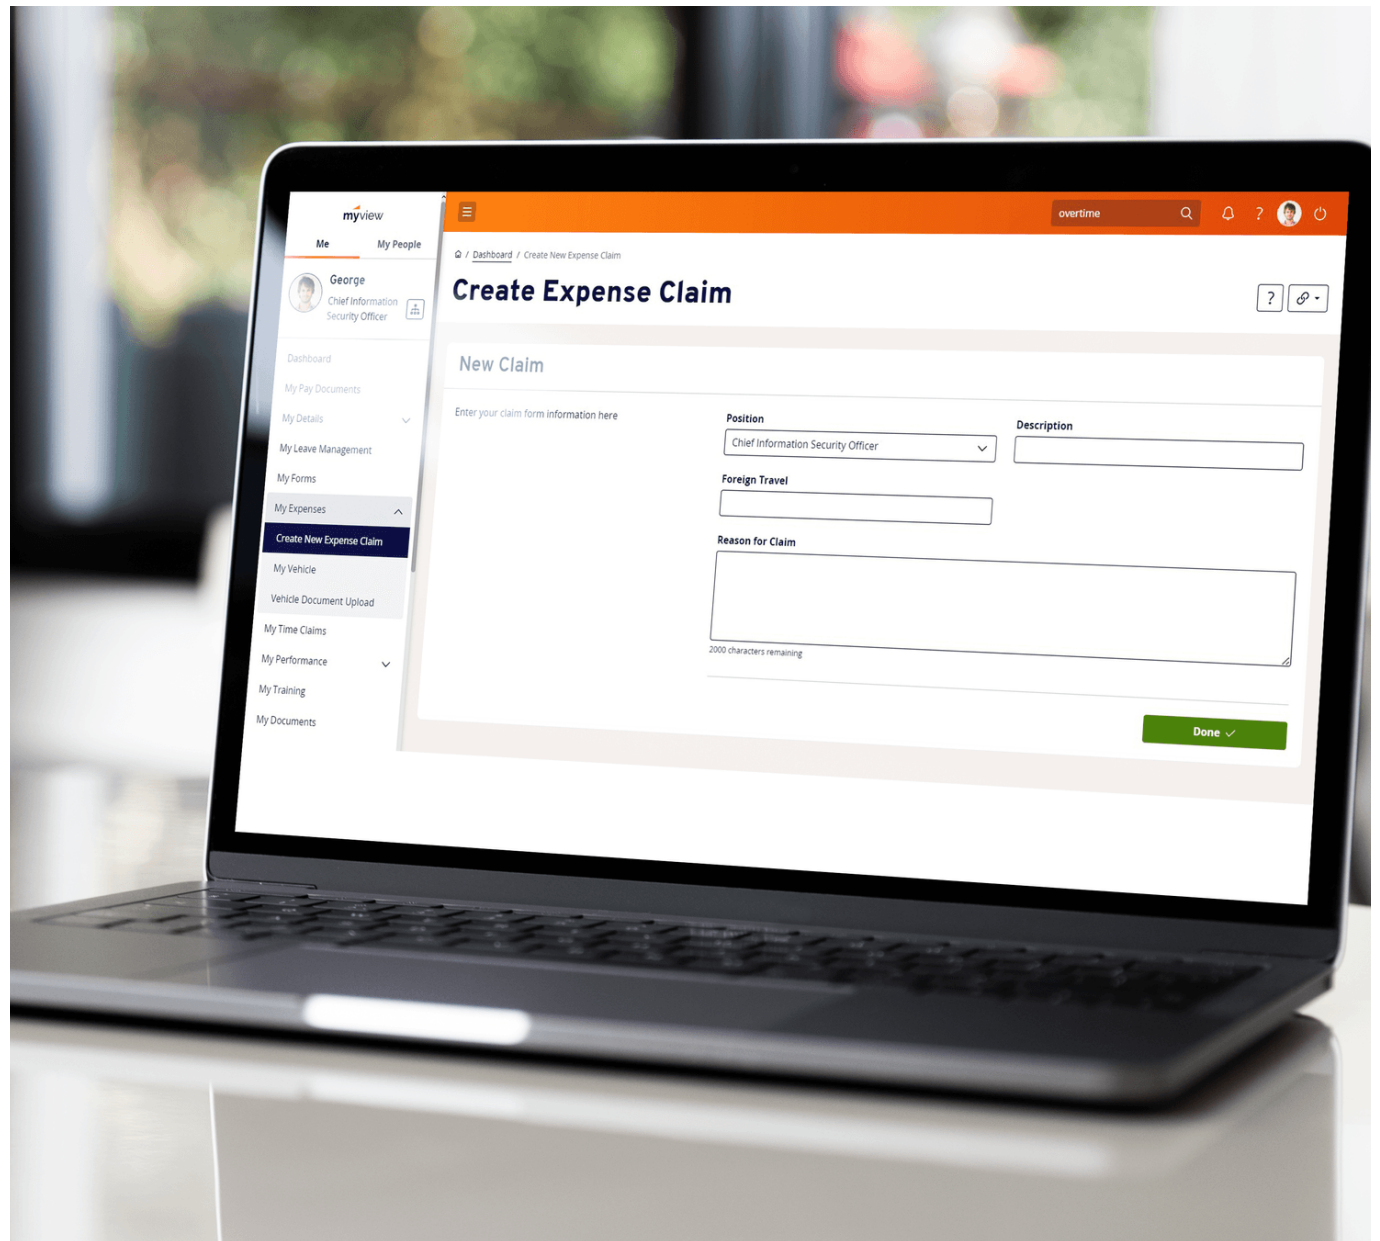 myview
overtime
?
Me
My People
Dashboard / Create New Expense Claim
George
Chief Information
Security Officer
Create Expense Claim
?
Dashboard
My Pay Documents
My Details
My Leave Management
My Forms
My Expenses
Create New Expense Claim
My Vehicle
Vehicle Document Upload
My Time Claims
My Performance
My Training
My Documents
New Claim
Enter your claim form information here
Position
Chief Information Security Officer
Description
Foreign Travel
Reason for Claim
2000 characters remaining
Done